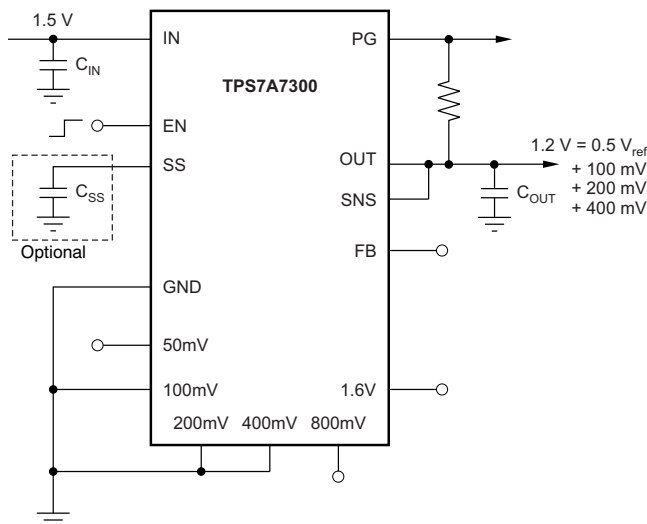 1.5 V
IN
PG
C_IN
TPS7A7300
EN
SS
OUT
1.2 V = 0.5 V_ref
+ 100 mV
+ 200 mV
+ 400 mV
C_SS
SNS
C_OUT
Optional
FB
GND
50mV
100mV
1.6V
200mV 400mV 800mV